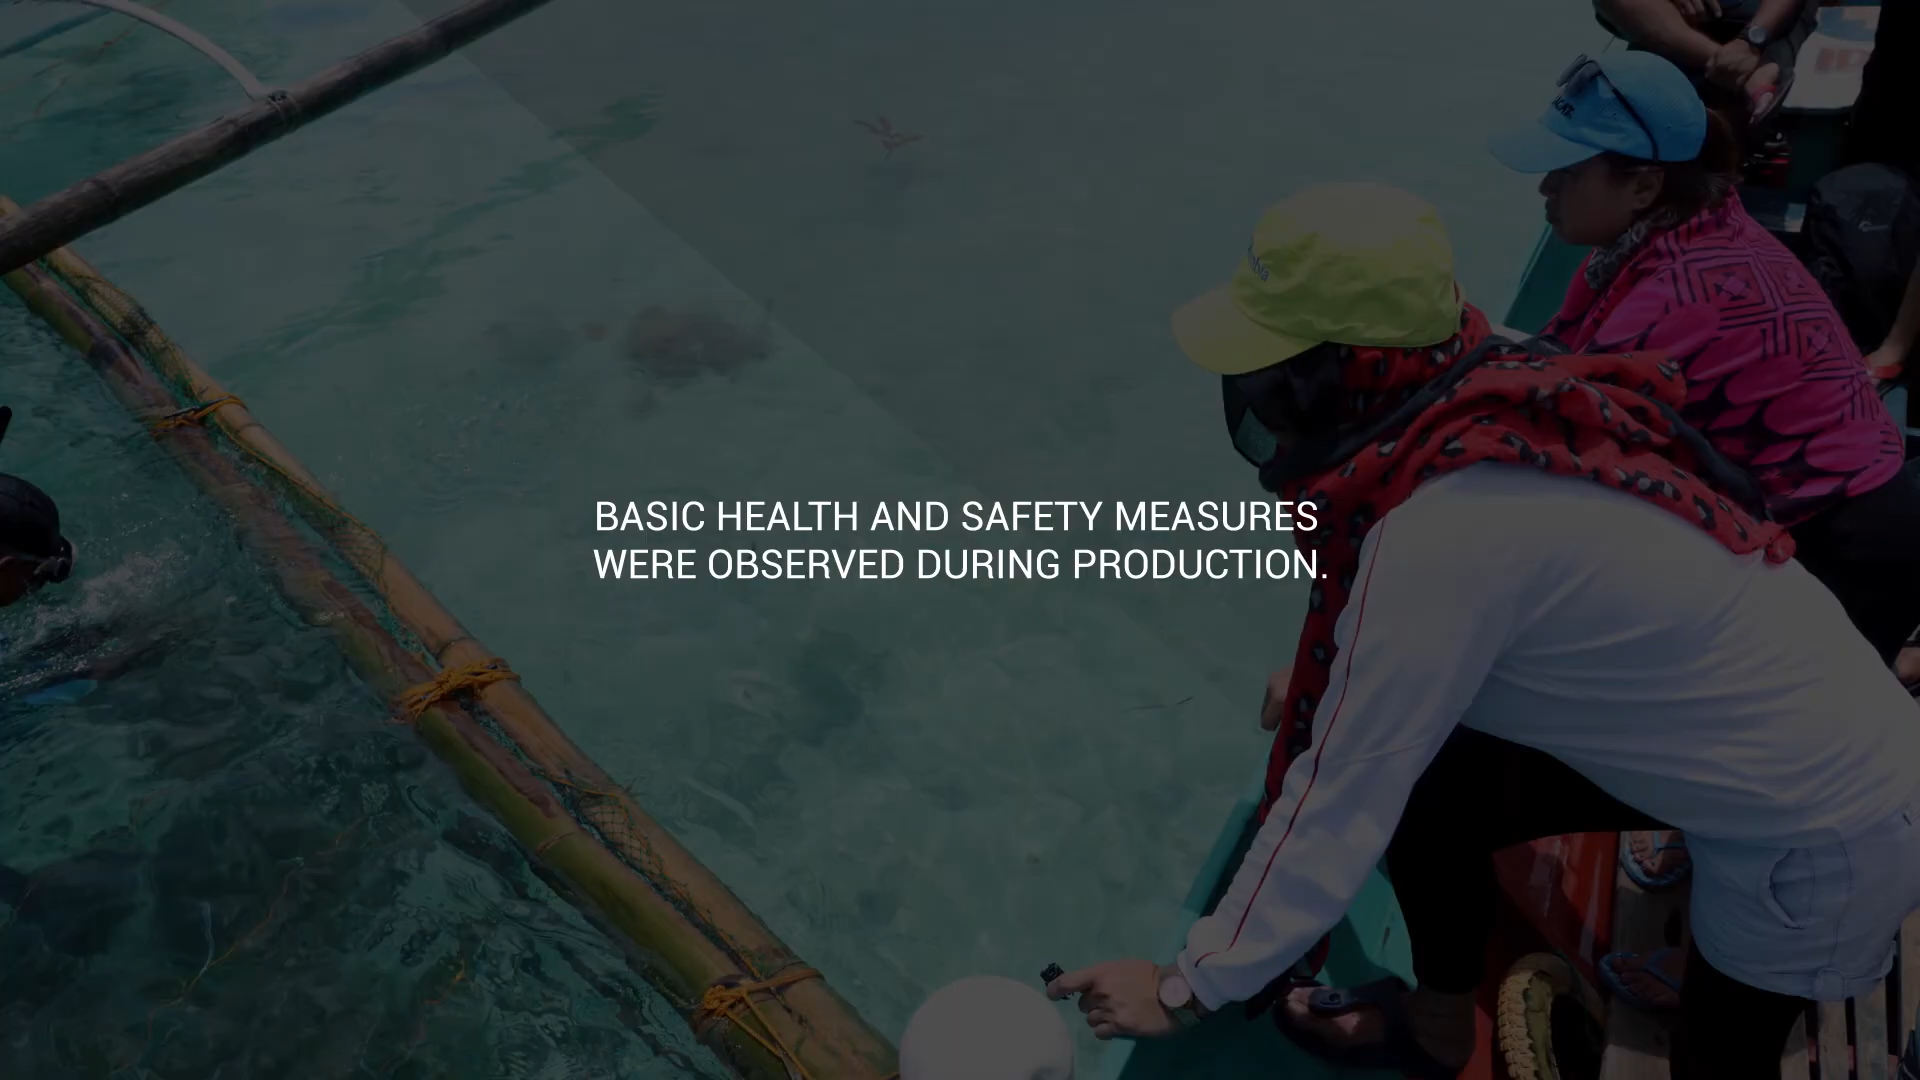 BASIC HEALTH AND SAFETY MEASURES
WERE OBSERVED DURING PRODUCTION.